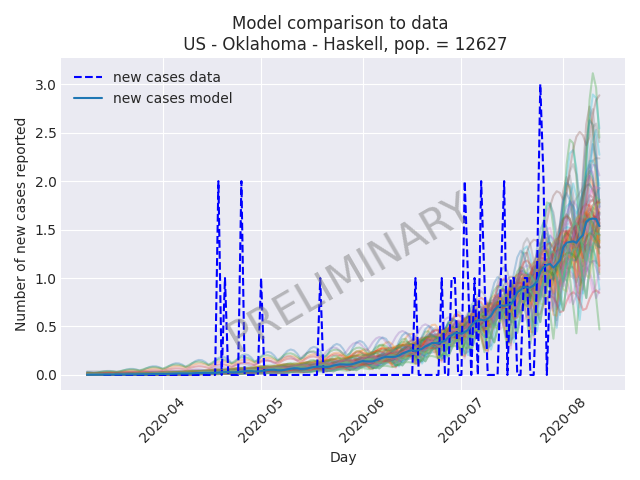 Model comparison to data
US - Oklahoma - Haskell, pop. = 12627
new cases data
new cases model
Number of new cases reported
3.0
2.5
2.0
1.5
1.0
0.5
0.0
PRELIMINARY
2020-04
2020-05
2020-06
2020-07
2020-08
Day